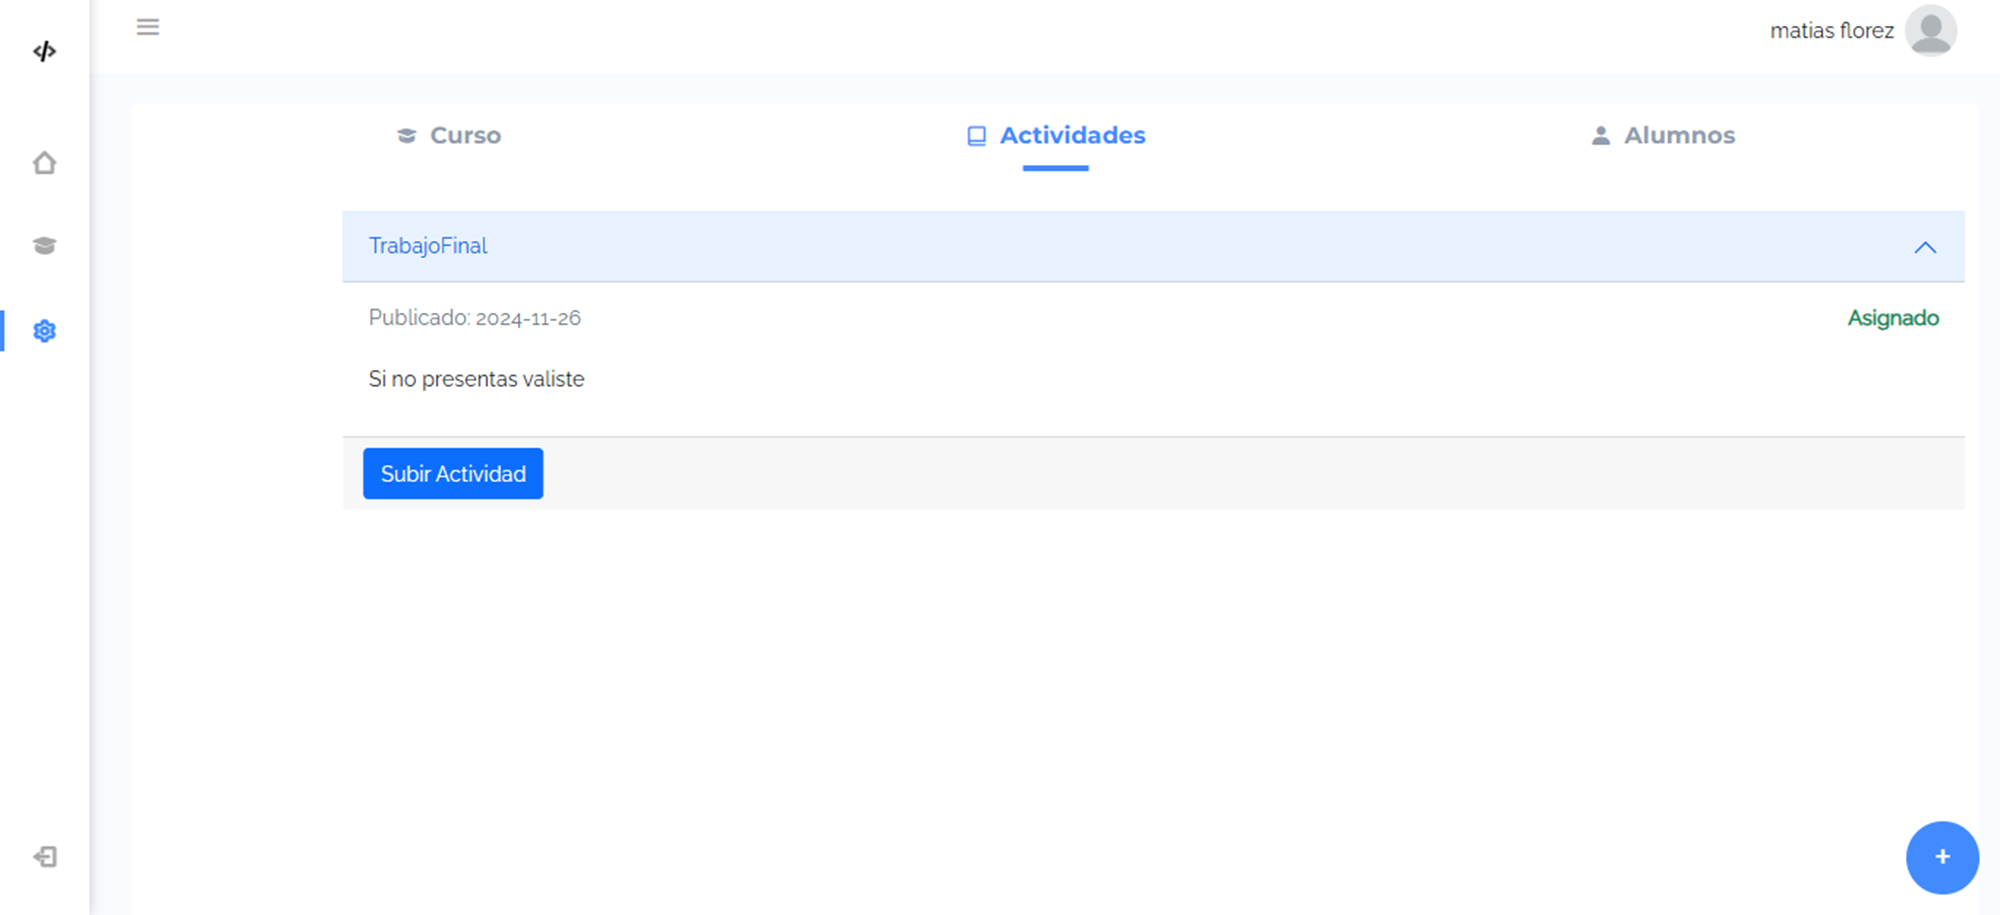 matias florez
Curso
Actividades
Alumnos
TrabajoFinal
Publicado: 2024-11-26
Asignado
Si no presentas valiste
Subir Actividad
+